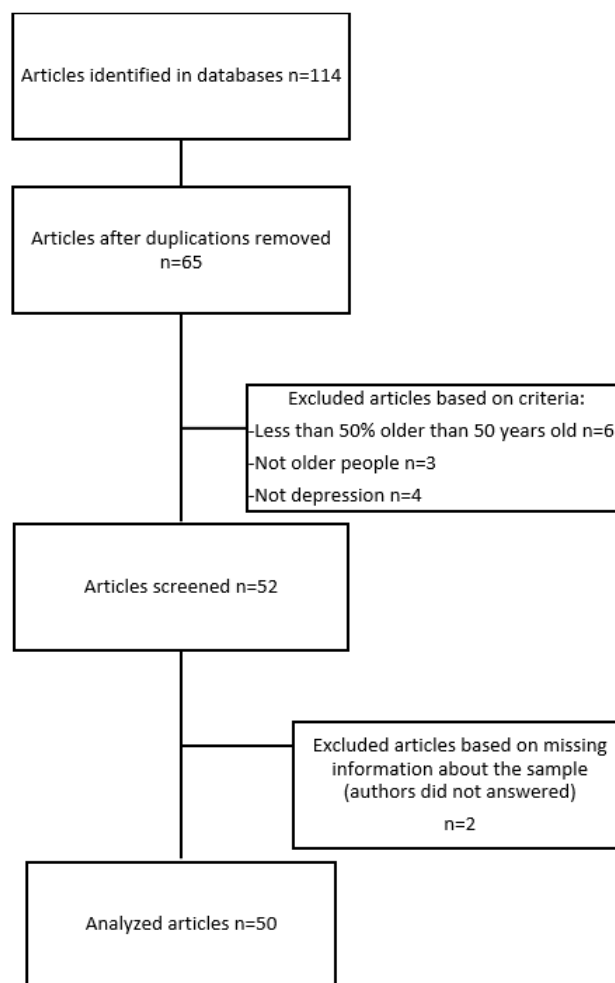 Articles identified in databases n=114
Articles after duplications removed
n=65
Excluded articles based on criteria:
-Less than 50% older than 50 years old n=6
-Not older people n=3
-Not depression n=4
Articles screened n=52
Excluded articles based on missing
information about the sample
(authors did not answered)
n=2
Analyzed articles n=50